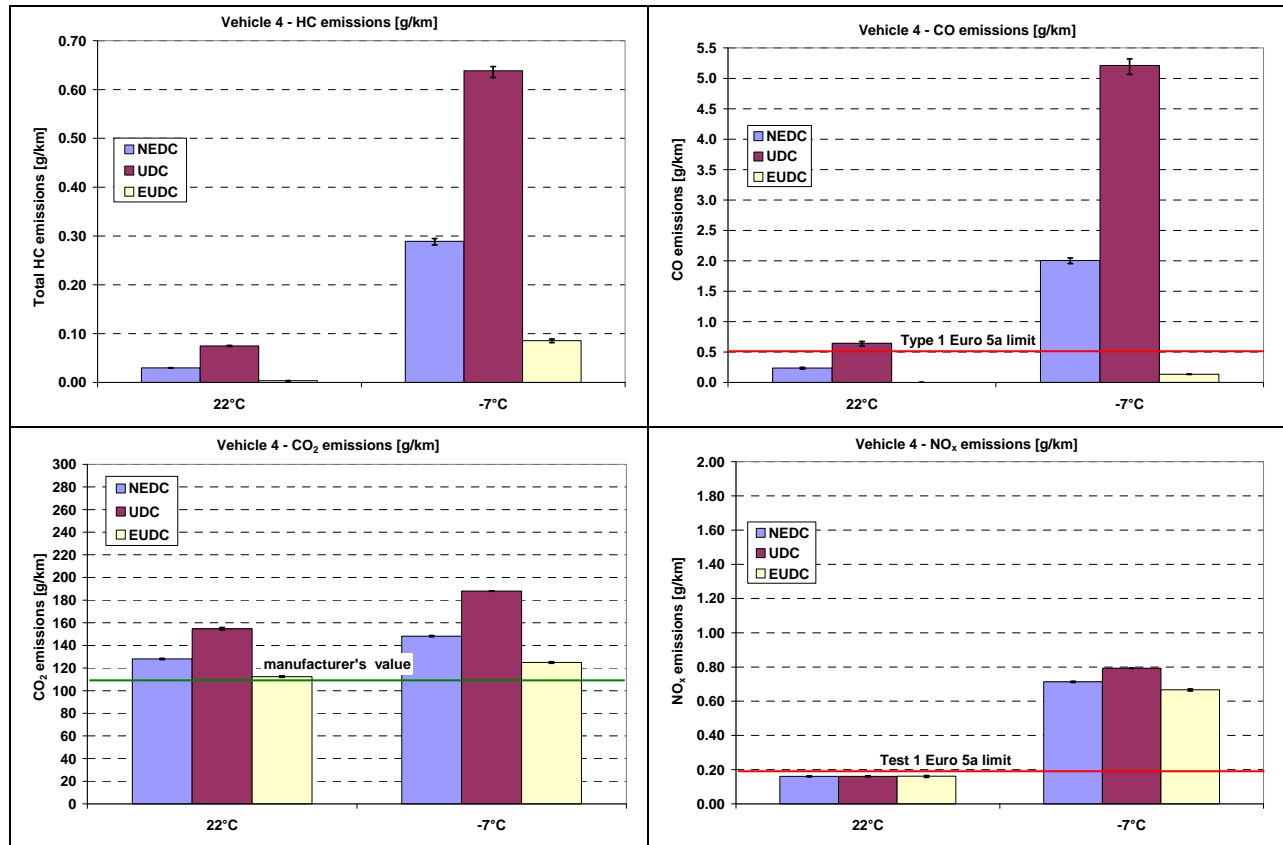 Vehicle 4 - HC emissions [g/km]
0.70
0.60
0.50
0.40
0.30
0.20
0.10
0.00
Total HC emissions [g/km]
NEDC
UDC
EUDC
22°C
-7°C
Vehicle 4 - CO emissions [g/km]
5.5
5.0
4.5
4.0
3.5
3.0
2.5
2.0
1.5
1.0
0.5
0.0
CO emissions [g/km]
NEDC
UDC
EUDC
Type 1 Euro 5a limit
22°C
-7°C
Vehicle 4 - CO₂ emissions [g/km]
300
280
260
240
220
200
180
160
140
120
100
80
60
40
20
0
CO₂ emissions [g/km]
NEDC
UDC
EUDC
manufacturer's value
22°C
-7°C
Vehicle 4 - NOₓ emissions [g/km]
2.00
1.80
1.60
1.40
1.20
1.00
0.80
0.60
0.40
0.20
0.00
NOₓ emissions [g/km]
NEDC
UDC
EUDC
Test 1 Euro 5a limit
22°C
-7°C